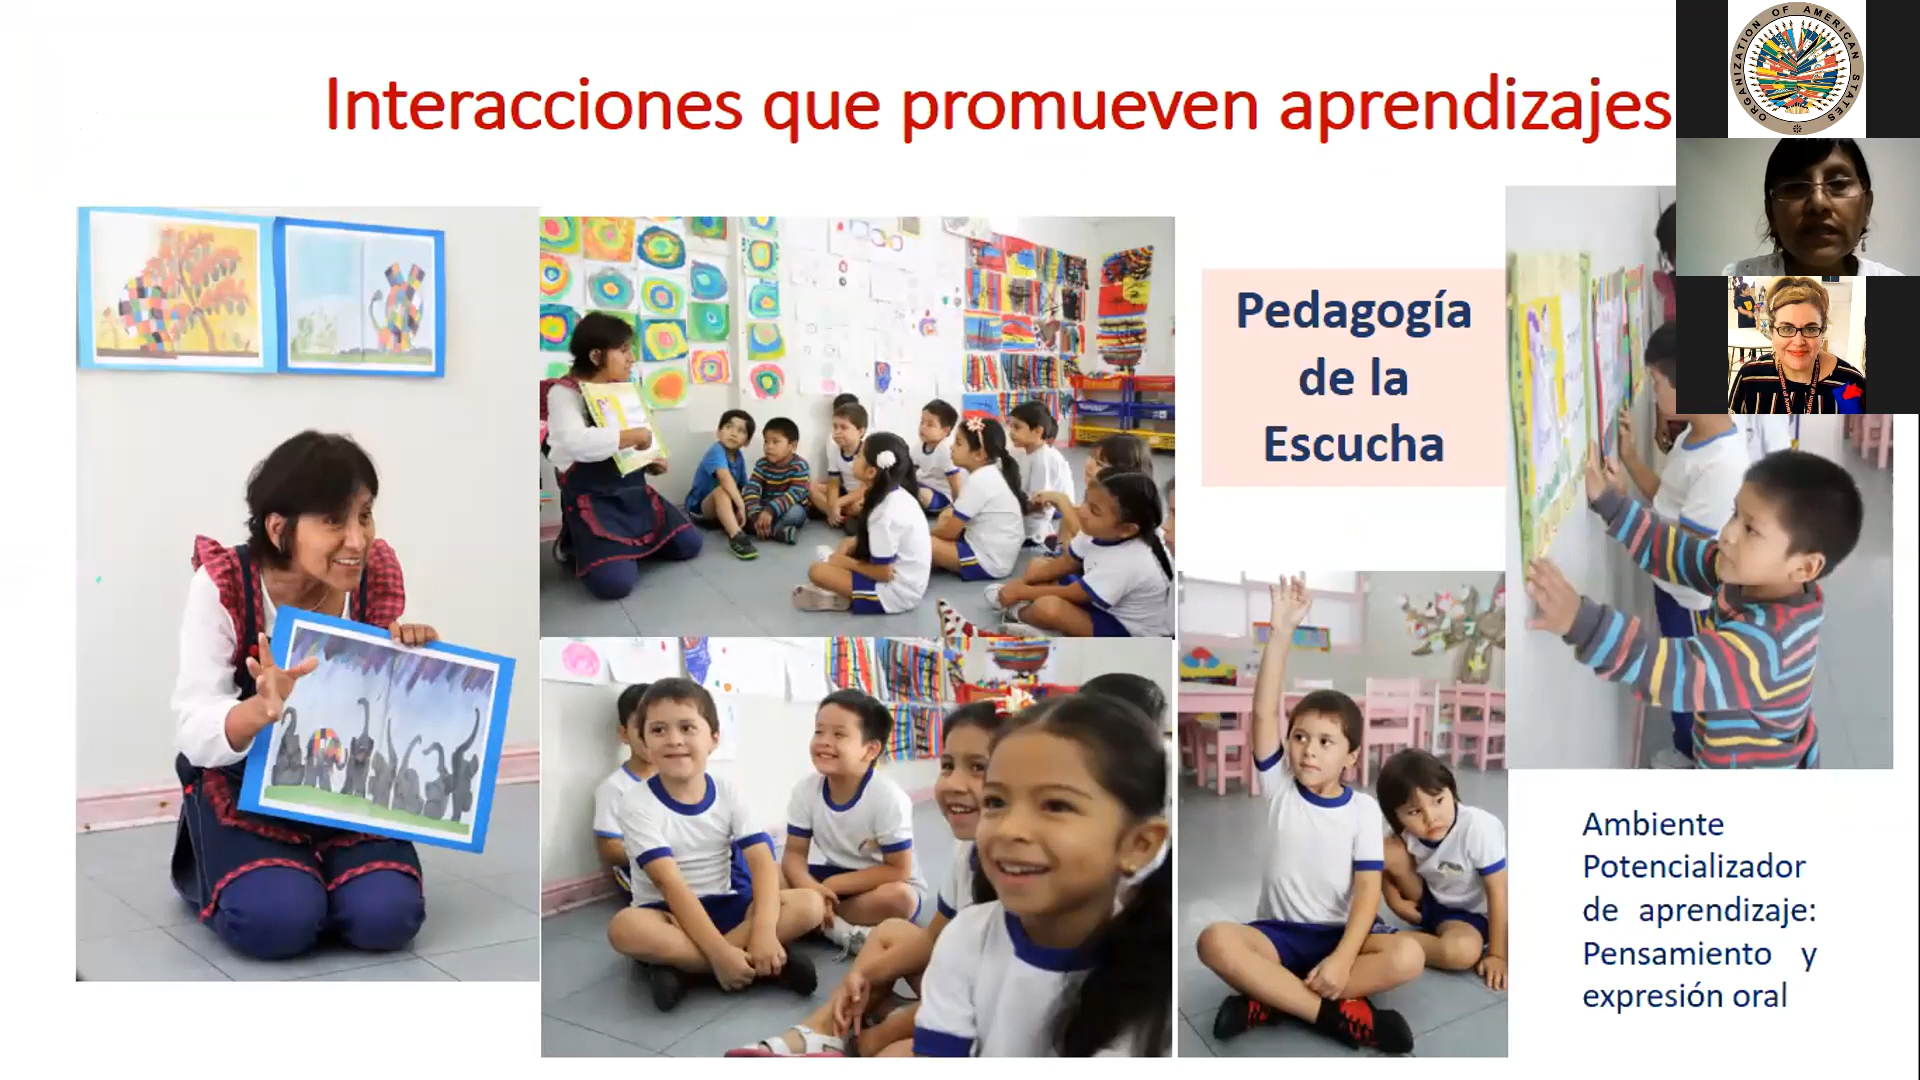 Interacciones que promueven aprendizajes
ORGANIZATION OF AMERICAN STATES
Pedagogía
de la
Escucha
Ambiente
Potencializador
de aprendizaje:
Pensamiento y
expresión oral